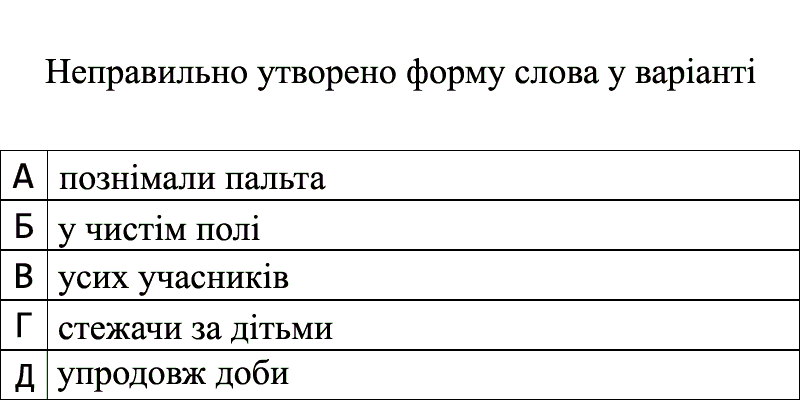 Неправильно утворено форму слова у варіанті
А познімали пальта
Б у чистім полі
В усих учасників
Г стежачи за дітьми
Д упродовж доби